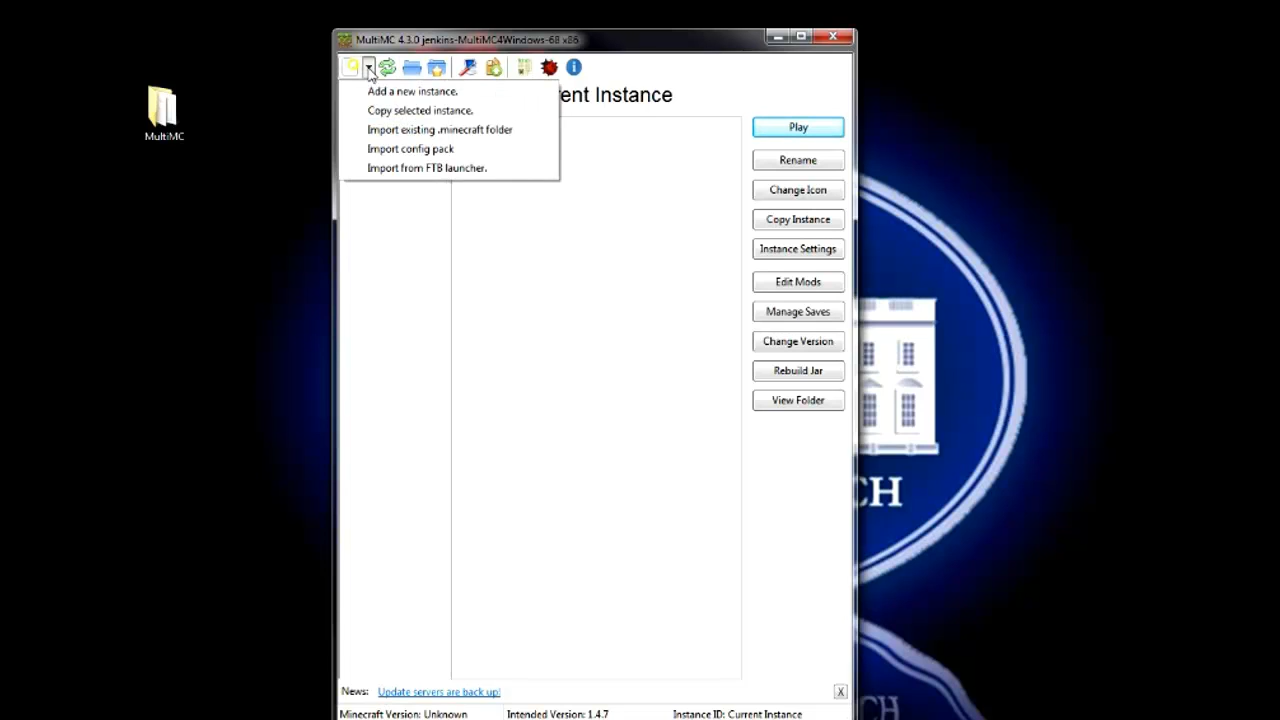 MultiMC 4.3.0 jenkins-MultiMC4Windows-68 x86
Add a new instance.
Copy selected instance.
Import existing .minecraft folder
Import config pack
Import from FTB launcher.
ent Instance
MultiMC
Play
Rename
Change Icon
Copy Instance
Instance Settings
Edit Mods
Manage Saves
Change Version
Rebuild Jar
View Folder
CH
News: Update servers are back up! X
Minecraft Version: Unknown Intended Version: 1.4.7 Instance ID: Current Instance
CH